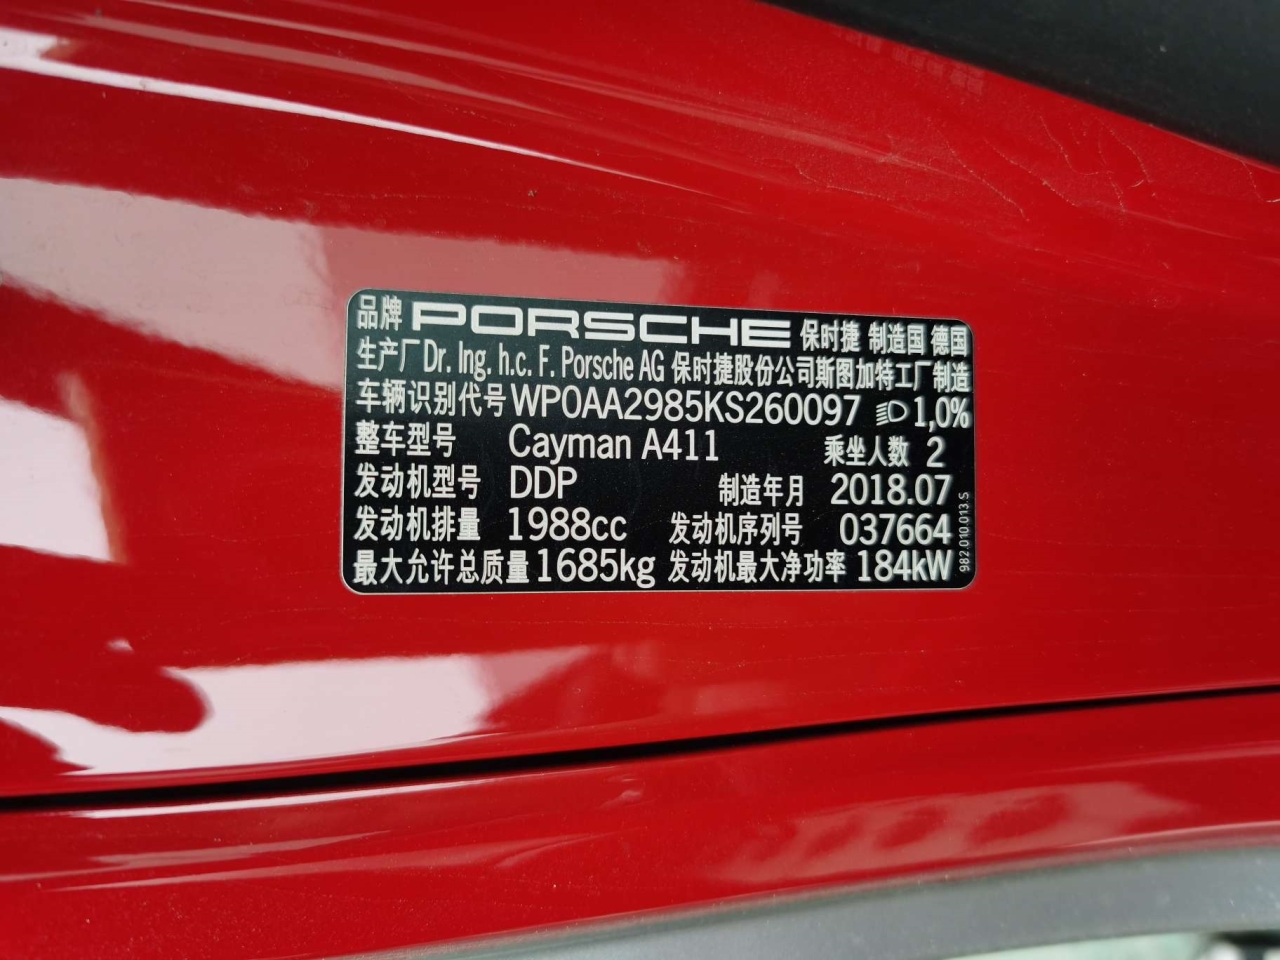 品牌 PORSCHE 保时捷 制造国 德国
生产厂 Dr. Ing. h.c. F. Porsche AG 保时捷股份公司斯图加特工厂制造
车辆识别代号 WP0AA2985KS260097 1,0%
整车型号 Cayman A411 乘坐人数 2
发动机型号 DDP 制造年月 2018.07
发动机排量 1988cc 发动机序列号 037664
最大允许总质量 1685kg 发动机最大净功率 184kW
982.010.013.S